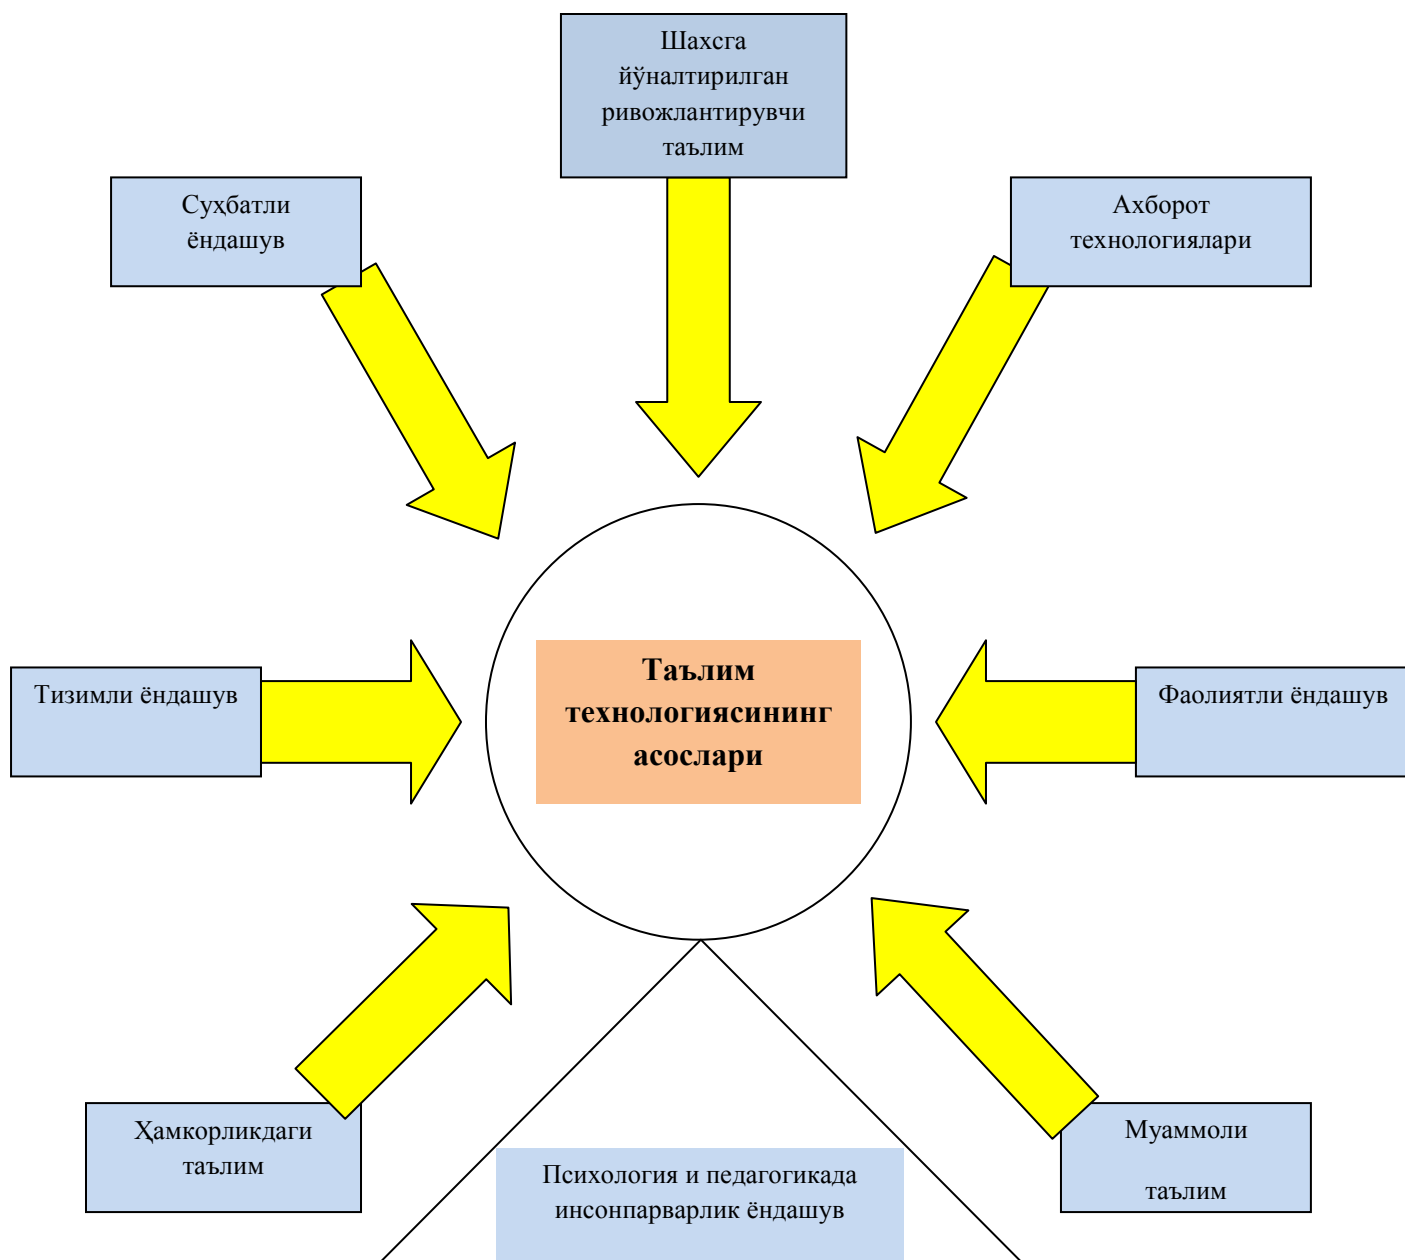 Шахсга
йўналтирилган
ривожлантирувчи
таълим
Суҳбатли
ёндашув
Ахборот
технологиялари
Таълим
технологиясининг
асослари
Тизимли ёндашув
Фаолиятли ёндашув
Ҳамкорликдаги
таълим
Муаммоли
таълим
Психология и педагогикада
инсонпарварлик ёндашув